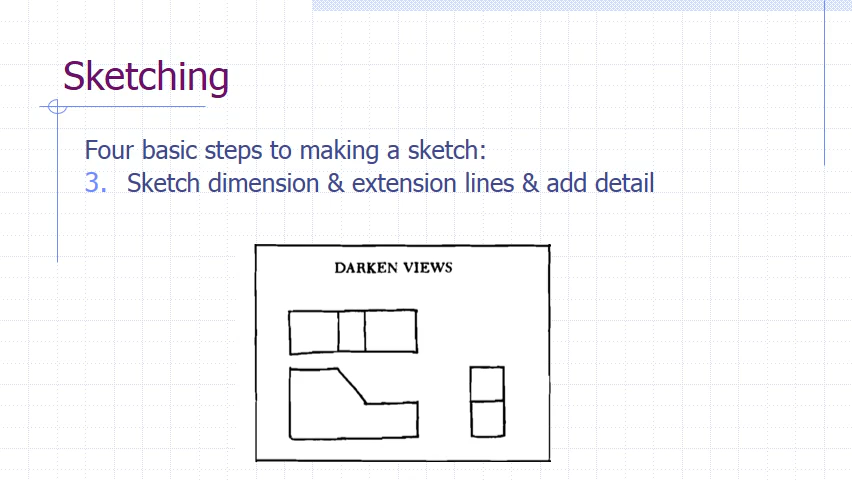 Sketching
Four basic steps to making a sketch:
3. Sketch dimension & extension lines & add detail
DARKEN VIEWS